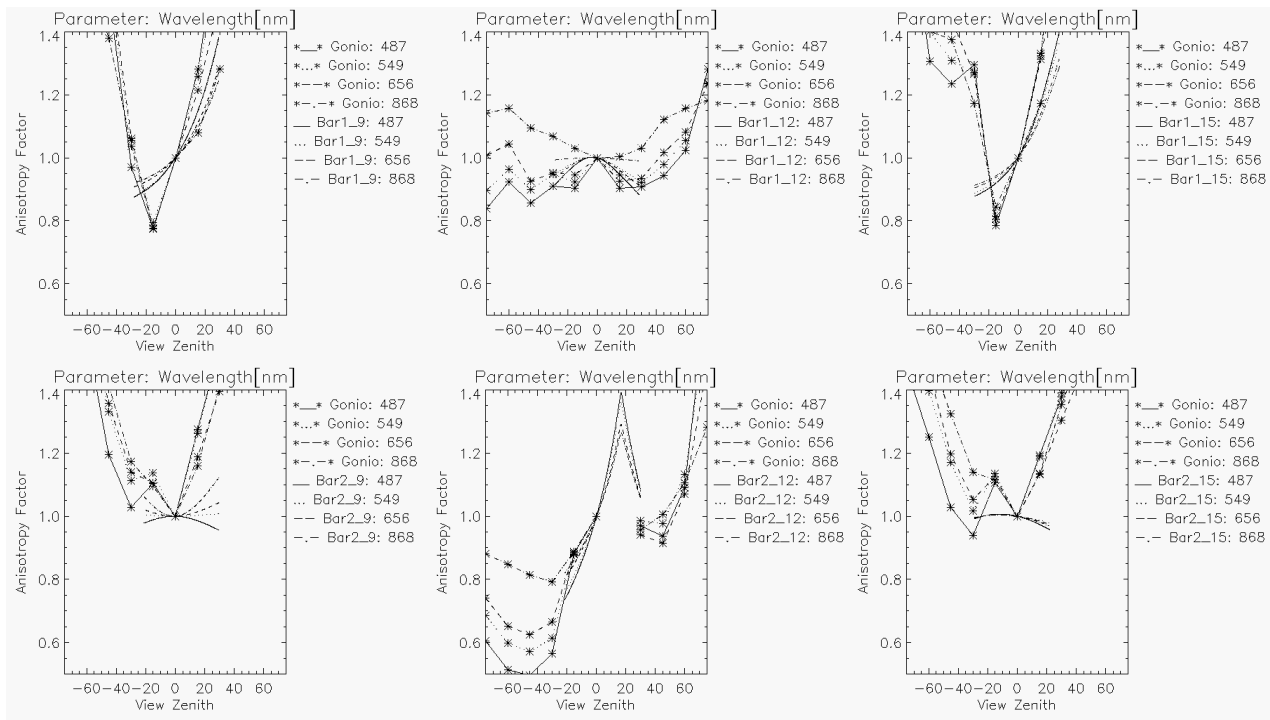 Parameter: Wavelength[nm]
1.4
1.2
1.0
0.8
0.6
Anisotropy Factor
-60-40-20 0 20 40 60
View Zenith
*__* Gonio: 487
*...* Gonio: 549
*--* Gonio: 656
*-.-* Gonio: 868
__ Bar1_9: 487
... Bar1_9: 549
-- Bar1_9: 656
-.- Bar1_9: 868
Parameter: Wavelength[nm]
1.4
1.2
1.0
0.8
0.6
Anisotropy Factor
-60-40-20 0 20 40 60
View Zenith
*__* Gonio: 487
*...* Gonio: 549
*--* Gonio: 656
*-.-* Gonio: 868
__ Bar1_12: 487
... Bar1_12: 549
-- Bar1_12: 656
-.- Bar1_12: 868
Parameter: Wavelength[nm]
1.4
1.2
1.0
0.8
0.6
Anisotropy Factor
-60-40-20 0 20 40 60
View Zenith
*__* Gonio: 487
*...* Gonio: 549
*--* Gonio: 656
*-.-* Gonio: 868
__ Bar1_15: 487
... Bar1_15: 549
-- Bar1_15: 656
-.- Bar1_15: 868
Parameter: Wavelength[nm]
1.4
1.2
1.0
0.8
0.6
Anisotropy Factor
-60-40-20 0 20 40 60
View Zenith
*__* Gonio: 487
*...* Gonio: 549
*--* Gonio: 656
*-.-* Gonio: 868
__ Bar2_9: 487
... Bar2_9: 549
-- Bar2_9: 656
-.- Bar2_9: 868
Parameter: Wavelength[nm]
1.4
1.2
1.0
0.8
0.6
Anisotropy Factor
-60-40-20 0 20 40 60
View Zenith
*__* Gonio: 487
*...* Gonio: 549
*--* Gonio: 656
*-.-* Gonio: 868
__ Bar2_12: 487
... Bar2_12: 549
-- Bar2_12: 656
-.- Bar2_12: 868
Parameter: Wavelength[nm]
1.4
1.2
1.0
0.8
0.6
Anisotropy Factor
-60-40-20 0 20 40 60
View Zenith
*__* Gonio: 487
*...* Gonio: 549
*--* Gonio: 656
*-.-* Gonio: 868
__ Bar2_15: 487
... Bar2_15: 549
-- Bar2_15: 656
-.- Bar2_15: 868